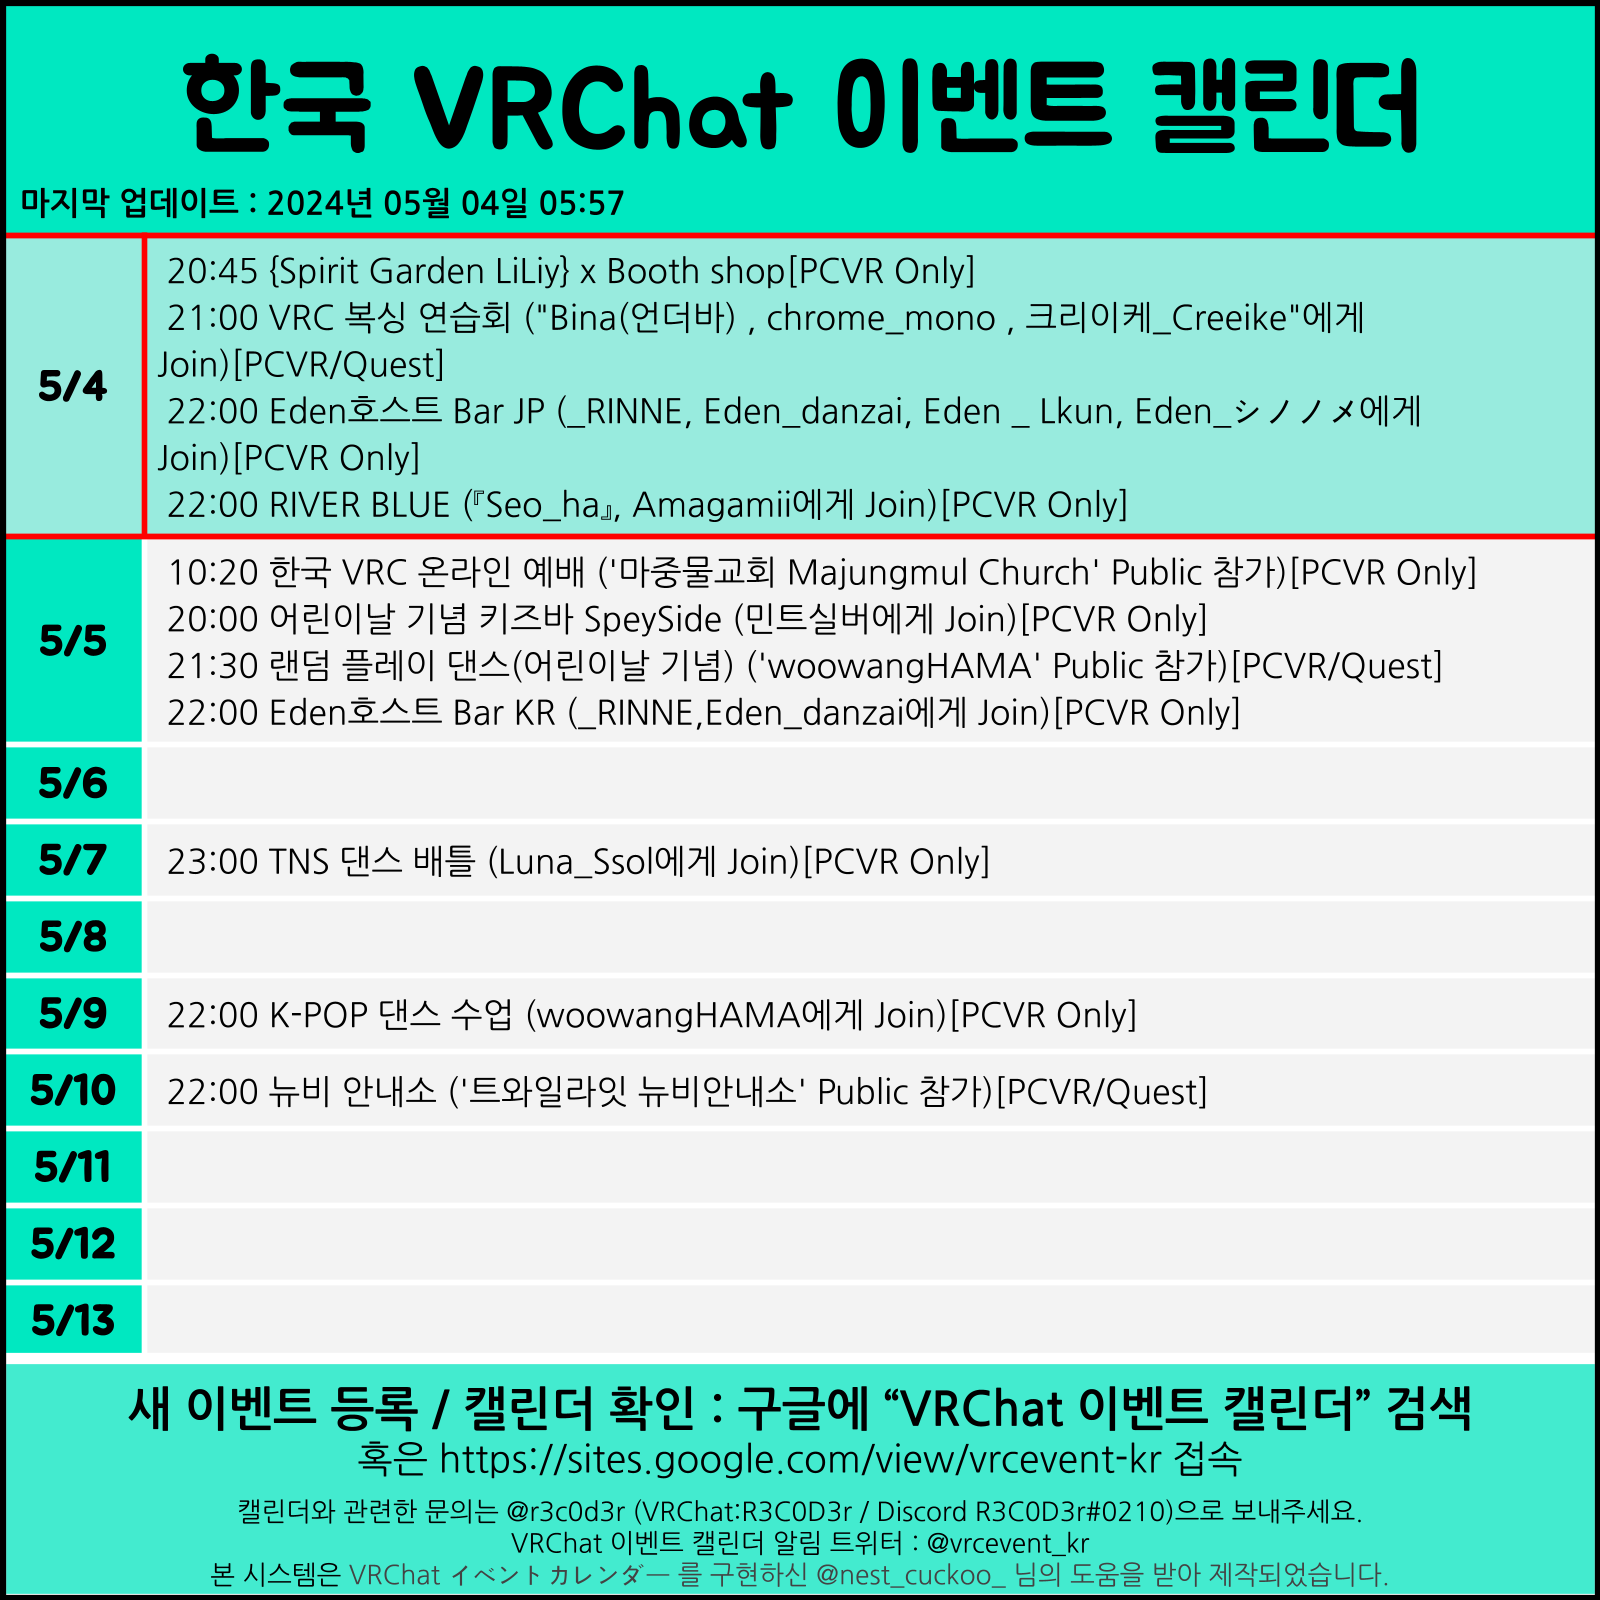 한국 VRChat 이벤트 캘린더
마지막 업데이트 : 2024년 05월 04일 05:57
5/4
20:45 {Spirit Garden LiLiy} x Booth shop[PCVR Only]
21:00 VRC 복싱 연습회 ("Bina(언더바) , chrome_mono , 크리이케_Creeike"에게
Join)[PCVR/Quest]
22:00 Eden호스트 Bar JP (_RINNE, Eden_danzai, Eden _ Lkun, Eden_シノノメ에게
Join)[PCVR Only]
22:00 RIVER BLUE (『Seo_ha』, Amagamii에게 Join)[PCVR Only]
5/5
10:20 한국 VRC 온라인 예배 ('마중물교회 Majungmul Church' Public 참가)[PCVR Only]
20:00 어린이날 기념 키즈바 SpeySide (민트실버에게 Join)[PCVR Only]
21:30 랜덤 플레이 댄스(어린이날 기념) ('woowangHAMA' Public 참가)[PCVR/Quest]
22:00 Eden호스트 Bar KR (_RINNE,Eden_danzai에게 Join)[PCVR Only]
5/6
5/7
23:00 TNS 댄스 배틀 (Luna_Ssol에게 Join)[PCVR Only]
5/8
5/9
22:00 K-POP 댄스 수업 (woowangHAMA에게 Join)[PCVR Only]
5/10
22:00 뉴비 안내소 ('트와일라잇 뉴비안내소' Public 참가)[PCVR/Quest]
5/11
5/12
5/13
새 이벤트 등록 / 캘린더 확인 : 구글에 “VRChat 이벤트 캘린더” 검색
혹은 https://sites.google.com/view/vrcevent-kr 접속
캘린더와 관련한 문의는 @r3c0d3r (VRChat:R3C0D3r / Discord R3C0D3r#0210)으로 보내주세요.
VRChat 이벤트 캘린더 알림 트위터 : @vrcevent_kr
본 시스템은 VRChat イベントカレンダー 를 구현하신 @nest_cuckoo_ 님의 도움을 받아 제작되었습니다.